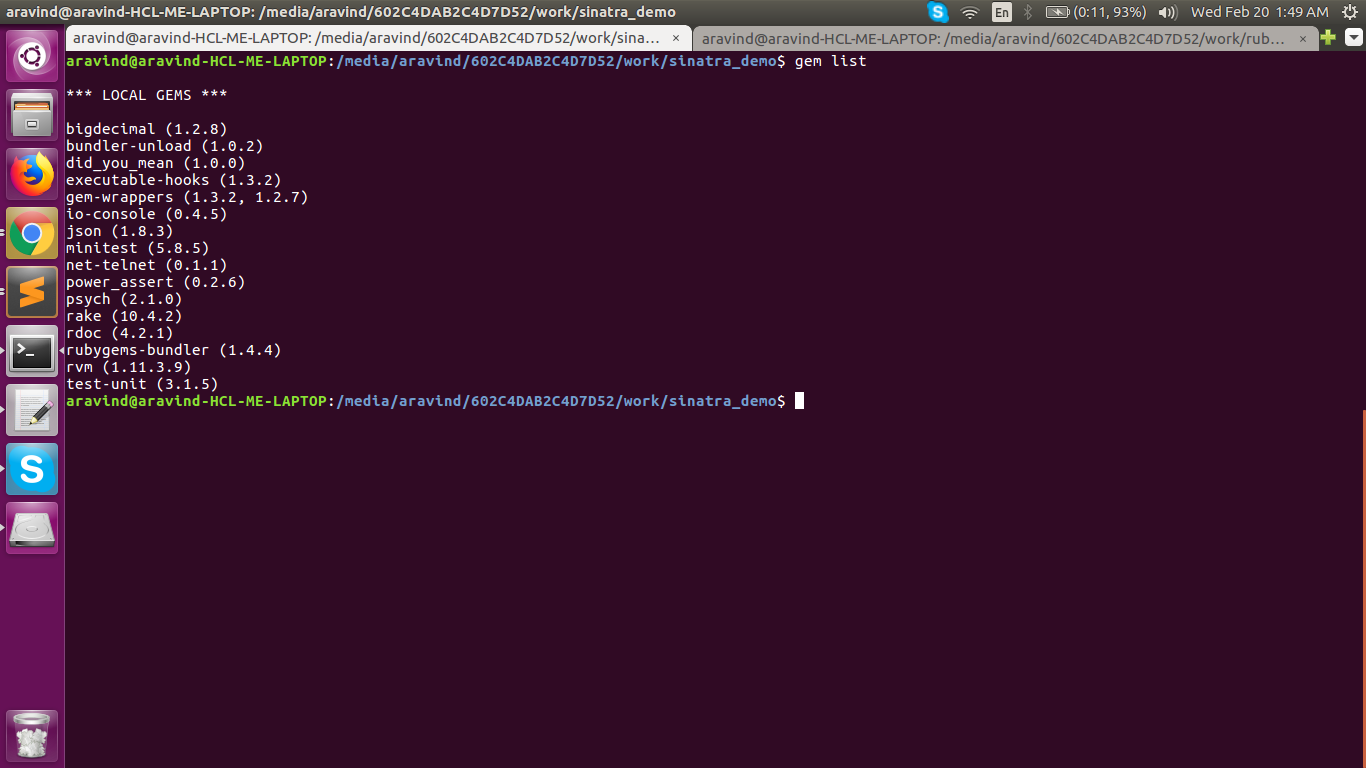 aravind@aravind-HCL-ME-LAPTOP: /media/aravind/602C4DAB2C4D7D52/work/sinatra_demo
En
(0:11, 93%)
Wed Feb 20 1:49 AM
aravind@aravind-HCL-ME-LAPTOP: /media/aravind/602C4DAB2C4D7D52/work/sina... ×
aravind@aravind-HCL-ME-LAPTOP: /media/aravind/602C4DAB2C4D7D52/work/rub... ×
aravind@aravind-HCL-ME-LAPTOP:/media/aravind/602C4DAB2C4D7D52/work/sinatra_demo$ gem list
*** LOCAL GEMS ***
bigdecimal (1.2.8)
bundler-unload (1.0.2)
did_you_mean (1.0.0)
executable-hooks (1.3.2)
gem-wrappers (1.3.2, 1.2.7)
io-console (0.4.5)
json (1.8.3)
minitest (5.8.5)
net-telnet (0.1.1)
power_assert (0.2.6)
psych (2.1.0)
rake (10.4.2)
rdoc (4.2.1)
rubygems-bundler (1.4.4)
rvm (1.11.3.9)
test-unit (3.1.5)
aravind@aravind-HCL-ME-LAPTOP:/media/aravind/602C4DAB2C4D7D52/work/sinatra_demo$